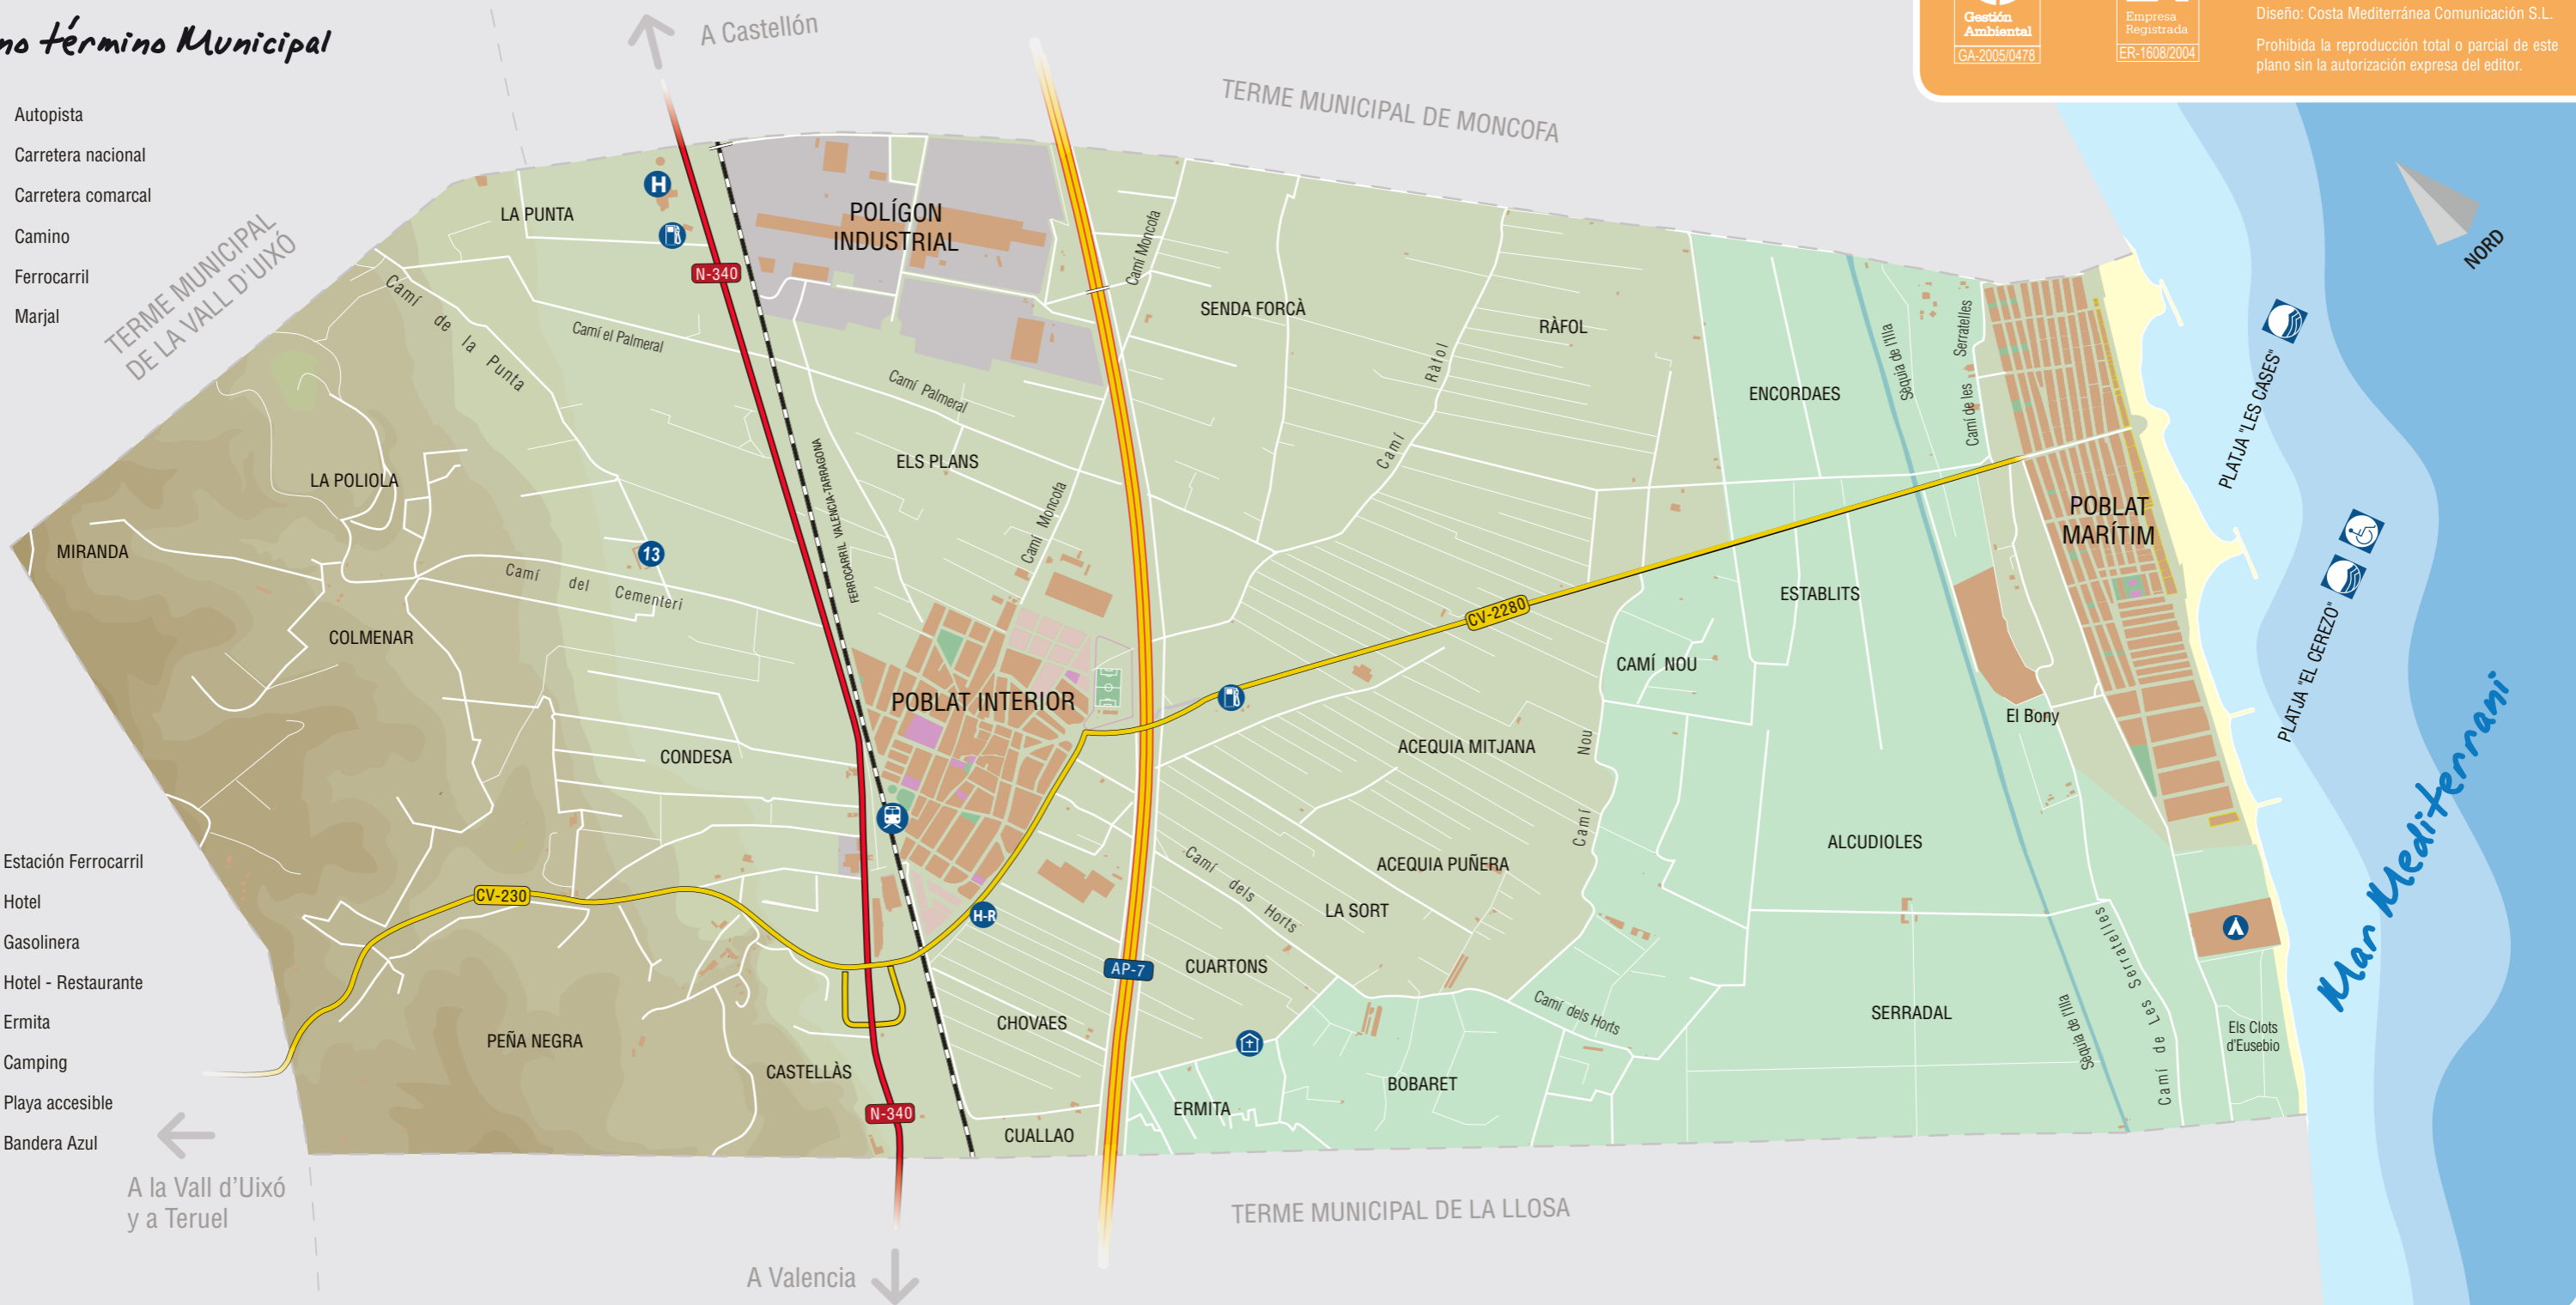 no término Municipal
Autopista
Carretera nacional
Carretera comarcal
Camino
Ferrocarril
Marjal
Estación Ferrocarril
Hotel
Gasolinera
Hotel - Restaurante
Ermita
Camping
Playa accesible
Bandera Azul
A Castellón
TERME MUNICIPAL DE MONCOFA
Gestión
Ambiental
GA-2005/0478
Empresa
Registrada
ER-1608/2004
Diseño: Costa Mediterránea Comunicación S.L.
Prohibida la reproducción total o parcial de este
plano sin la autorización expresa del editor.
NORD
TERME MUNICIPAL
DE LA VALL D'UIXÓ
LA PUNTA
H
N-340
POLÍGON
INDUSTRIAL
Camí de la Punta
Camí el Palmeral
Camí Palmeral
Camí Moncofa
SENDA FORCÀ
RÀFOL
Camí Ràfol
ENCORDAES
Sèquia de l'Illa
Camí de les Serratelles
PLATJA "LES CASES"
LA POLIOLA
MIRANDA
ELS PLANS
FERROCARRIL VALENCIA-TARRAGONA
Camí Moncofa
13
Camí del Cementeri
COLMENAR
POBLAT
MARÍTIM
ESTABLITS
CV-2280
CAMÍ NOU
POBLAT INTERIOR
El Bony
PLATJA "EL CEREZO"
CONDESA
ACEQUIA MITJANA
Camí Nou
Mar Mediterrani
ALCUDIOLES
ACEQUIA PUÑERA
Camí dels Horts
LA SORT
CV-230
H-R
AP-7
CUARTONS
Camí dels Horts
SERRADAL
Sèquia de l'Illa
Camí de Les Serratelles
Els Clots
d'Eusebio
CHOVAES
PEÑA NEGRA
CASTELLÀS
N-340
BOBARET
ERMITA
CUALLAO
A la Vall d'Uixó
y a Teruel
TERME MUNICIPAL DE LA LLOSA
A Valencia